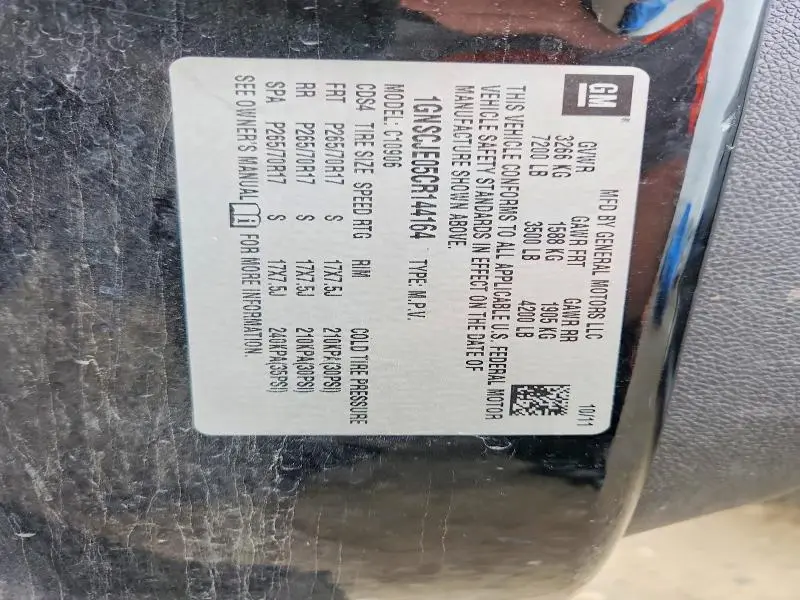 GM
MFD BY GENERAL MOTORS LLC 10/11
GVWR GAWR FRT GAWR RR
3266 KG 1588 KG 1905 KG
7200 LB 3500 LB 4200 LB
THIS VEHICLE CONFORMS TO ALL APPLICABLE U.S. FEDERAL MOTOR
VEHICLE SAFETY STANDARDS IN EFFECT ON THE DATE OF
MANUFACTURE SHOWN ABOVE.
1GNSCJE05CR144164 TYPE: M.P.V.
MODEL: C10906
CDS4 TIRE SIZE SPEED RTG RIM COLD TIRE PRESSURE
FRT P265/70R17 S 17X7.5J 210KPA(30PSI)
RR P265/70R17 S 17X7.5J 210KPA(30PSI)
SPA P265/70R17 S 17X7.5J 240KPA(35PSI)
SEE OWNER'S MANUAL FOR MORE INFORMATION.